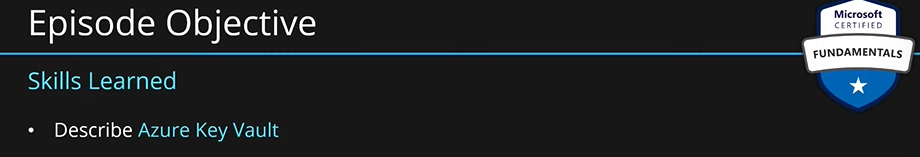 Episode Objective
Microsoft
CERTIFIED
FUNDAMENTALS
Skills Learned
• Describe Azure Key Vault